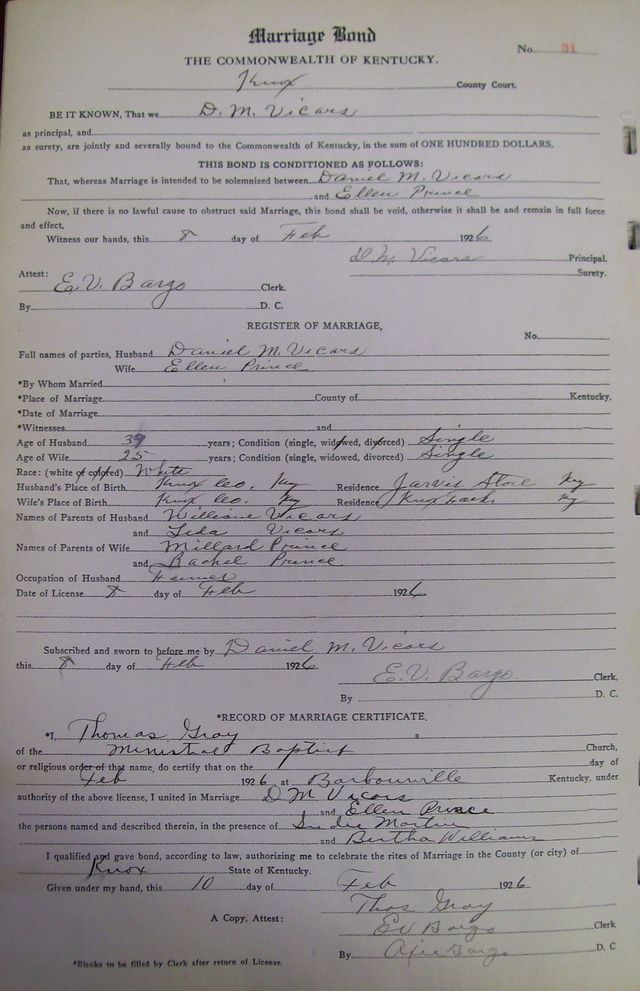 Marriage Bond
No. 31
THE COMMONWEALTH OF KENTUCKY.
Knox County Court.
BE IT KNOWN, That we D. M. Vicars
as principal, and
as surety, are jointly and severally bound to the Commonwealth of Kentucky, in the sum of ONE HUNDRED DOLLARS.
THIS BOND IS CONDITIONED AS FOLLOWS:
That, whereas Marriage is intended to be solemnized between Daniel M. Vicars
and Ellen Prince
Now, if there is no lawful cause to obstruct said Marriage, this bond shall be void, otherwise it shall be and remain in full force
and effect,
Witness our hands, this 8 day of Feb 1926
D M Vicars Principal.
Surety.
Attest:
E. V. Bargo Clerk.
By D. C.
REGISTER OF MARRIAGE,
No.
Full names of parties, Husband Daniel M. Vicars
Wife Ellen Prince
*By Whom Married
*Place of Marriage County of Kentucky.
*Date of Marriage
*Witnesses and
Age of Husband 39 years; Condition (single, widowed, divorced) Single
Age of Wife 25 years; Condition (single, widowed, divorced) Single
Race: (white or colored) White
Husband's Place of Birth Knox Co. Ky Residence Jarvis Store Ky
Wife's Place of Birth Knox Co. Ky Residence Knox Ky
Names of Parents of Husband William Vicars
and Lida Vicars
Names of Parents of Wife Millard Prince
and Rachel Prince
Occupation of Husband Farmer
Date of License 8 day of Feb 1926
Subscribed and sworn to before me by Daniel M. Vicars
this 8 day of Feb 1926
E. V. Bargo. Clerk,
By D. C.
*RECORD OF MARRIAGE CERTIFICATE.
*I, Thomas Gray a
of the Baptist Church,
or religious order of that name, do certify that on the day of
Feb 1926 at Barbourville Kentucky, under
authority of the above license, I united in Marriage D M Vicars
and Ellen Prince
the persons named and described therein, in the presence of Martin
and Bertha Williams
I qualified and gave bond, according to law, authorizing me to celebrate the rites of Marriage in the County (or city) of
Knox State of Kentucky.
Given under my hand, this 10 day of Feb 1926
Thos Gray
A Copy, Attest: E V Bargo Clerk
By Bargo D. C
*Blanks to be filled by Clerk after return of License.